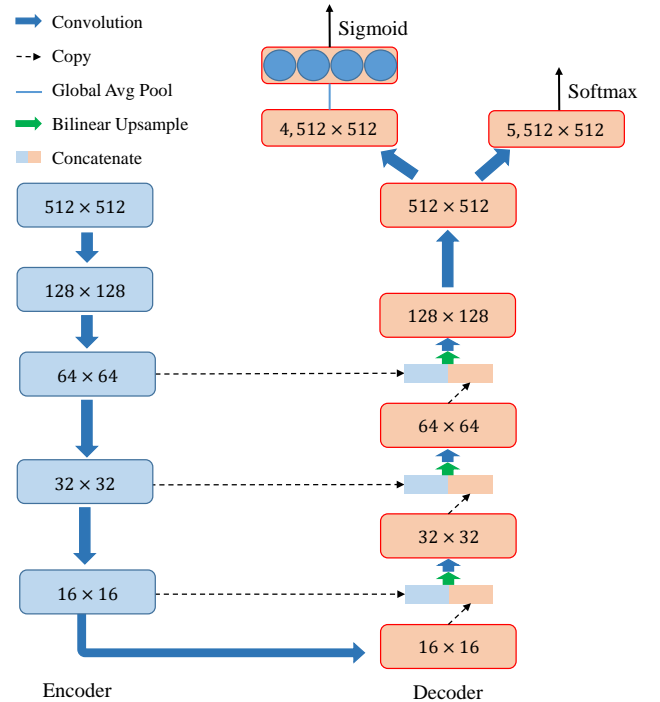 Convolution
Copy
Global Avg Pool
Bilinear Upsample
Concatenate
Sigmoid
4, 512 × 512
Softmax
5, 512 × 512
512 × 512
128 × 128
64 × 64
32 × 32
16 × 16
Encoder
512 × 512
128 × 128
64 × 64
32 × 32
16 × 16
Decoder